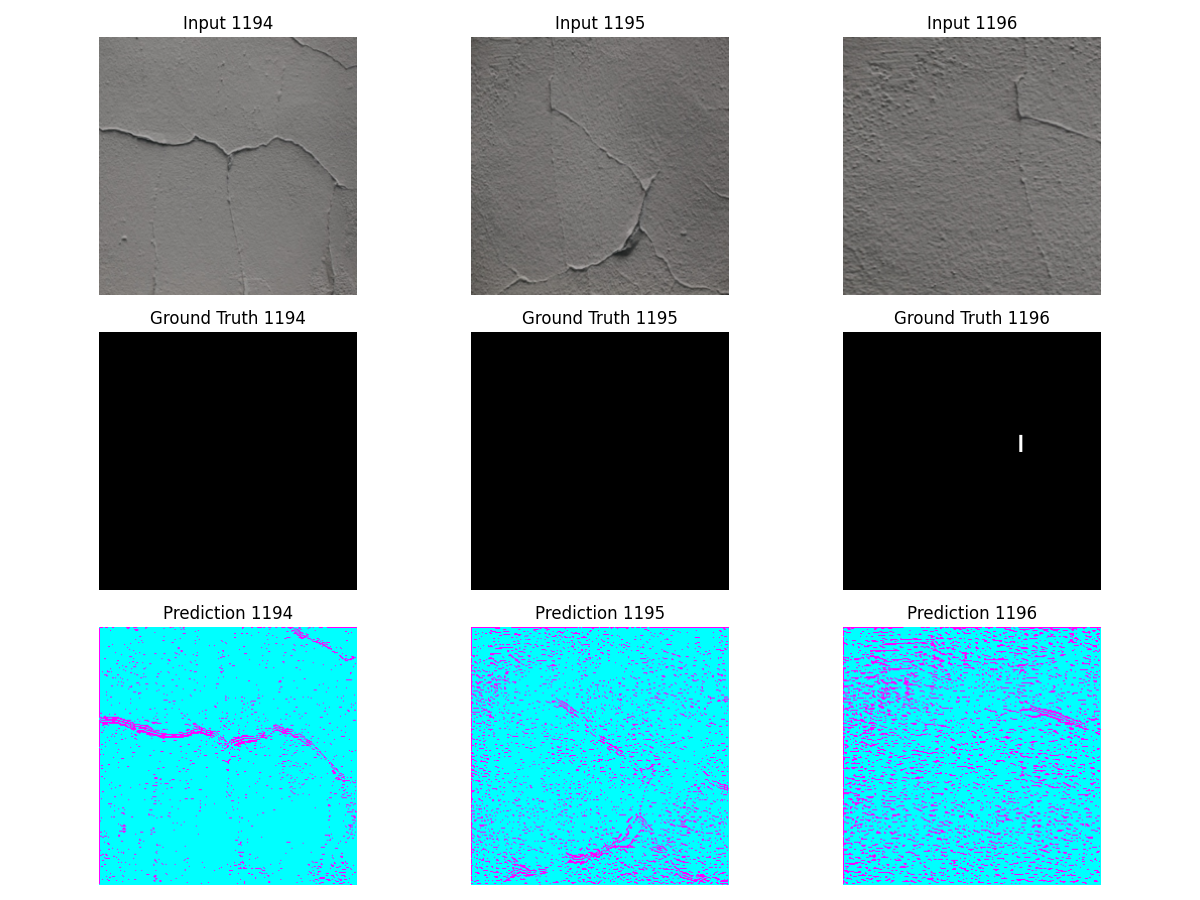 Input 1194
Input 1195
Input 1196
Ground Truth 1194
Ground Truth 1195
Ground Truth 1196
Prediction 1194
Prediction 1195
Prediction 1196